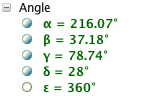 Angle
α = 216.07°
β = 37.18°
γ = 78.74°
δ = 28°
ε = 360°